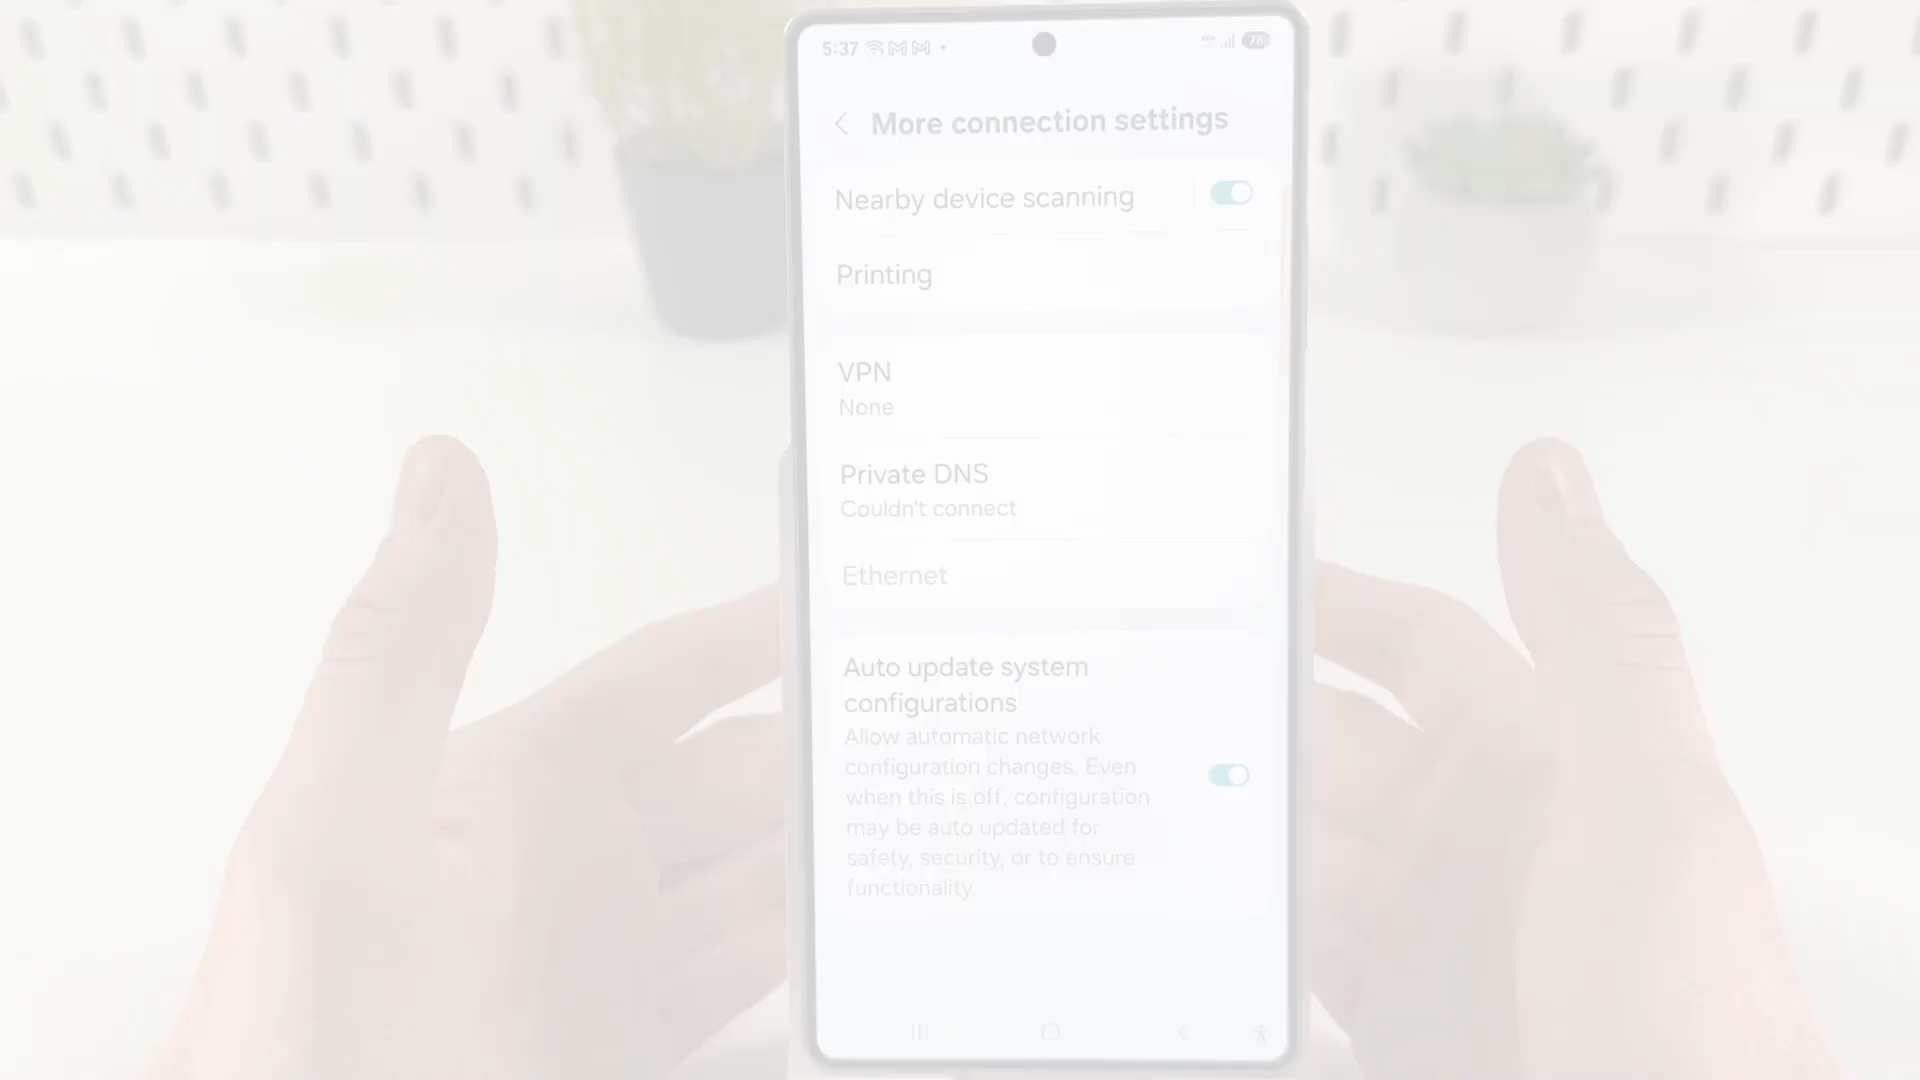 5:37
78
More connection settings
Nearby device scanning
Printing
VPN
None
Private DNS
Couldn't connect
Ethernet
Auto update system
configurations
Allow automatic network
configuration changes. Even
when this is off, configuration
may be auto updated for
safety, security, or to ensure
functionality.